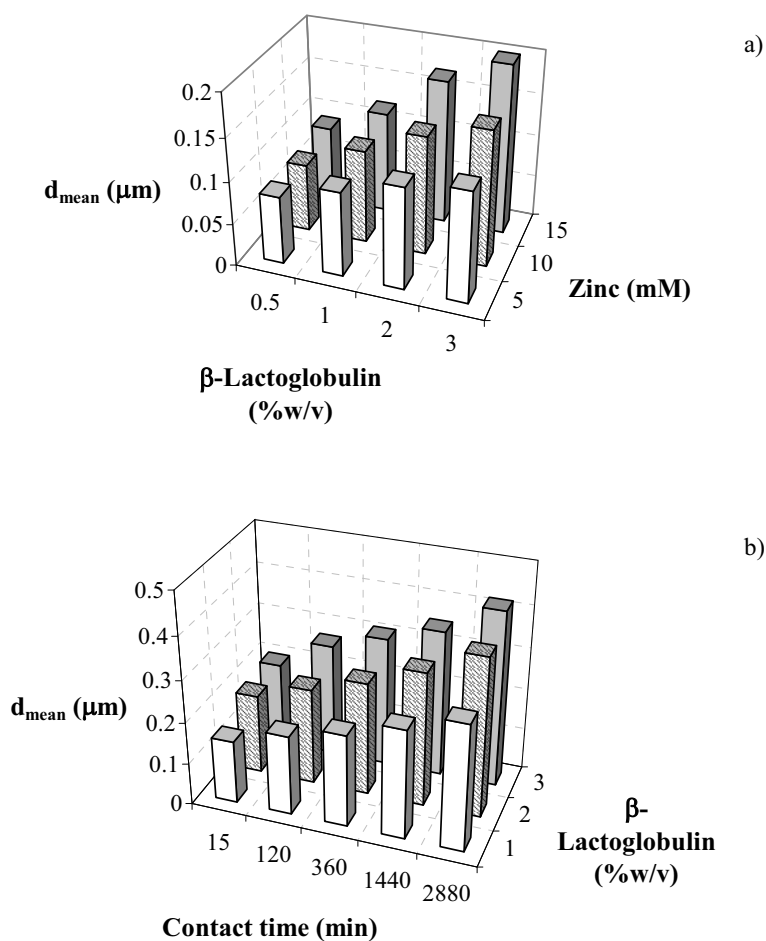 a)
0.2
0.15
0.1
0.05
0
d_mean (μm)
0.5
1
2
3
β-Lactoglobulin
(%w/v)
15
10
5
Zinc (mM)
b)
0.5
0.4
0.3
0.2
0.1
0
d_mean (μm)
15
120
360
1440
2880
Contact time (min)
3
2
1
β-
Lactoglobulin
(%w/v)